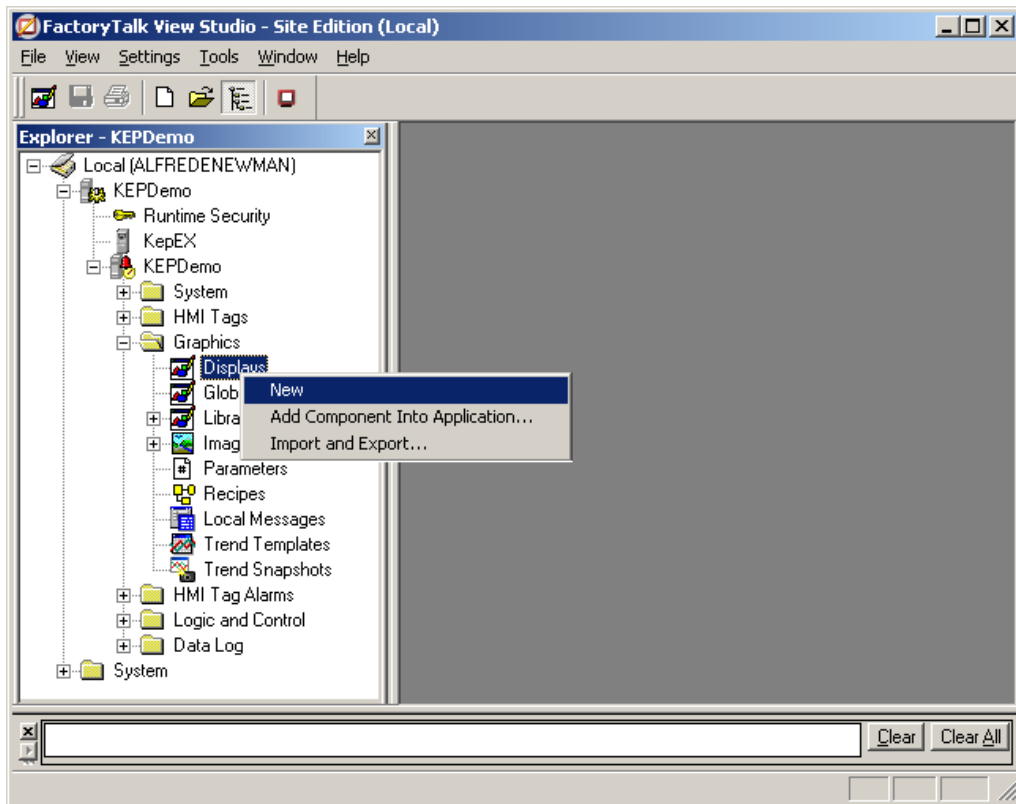 FactoryTalk View Studio - Site Edition (Local)
File View Settings Tools Window Help
Explorer - KEPDemo
Local (ALFREDENEWMAN)
KEPDemo
Runtime Security
KepEX
KEPDemo
System
HMI Tags
Graphics
Displaus
Glob
Libra
Imag
New
Add Component Into Application...
Import and Export...
Parameters
Recipes
Local Messages
Trend Templates
Trend Snapshots
HMI Tag Alarms
Logic and Control
Data Log
System
Clear Clear All